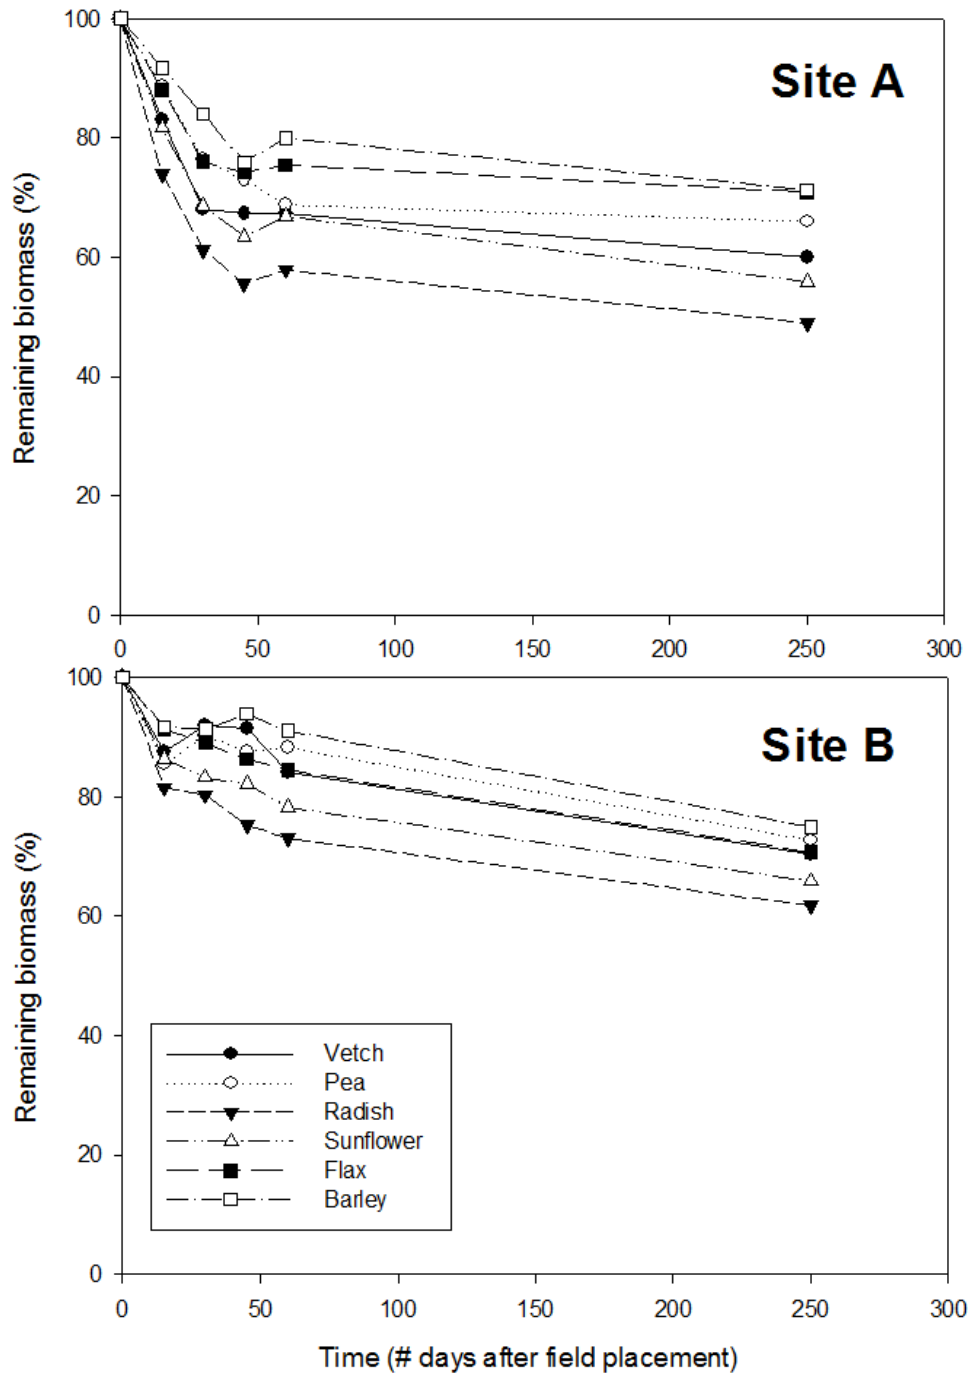 100
80
60
40
20
0
Remaining biomass (%)
Site A
0 50 100 150 200 250 300
100
80
60
40
20
0
Remaining biomass (%)
Site B
Vetch
Pea
Radish
Sunflower
Flax
Barley
0 50 100 150 200 250 300
Time (# days after field placement)